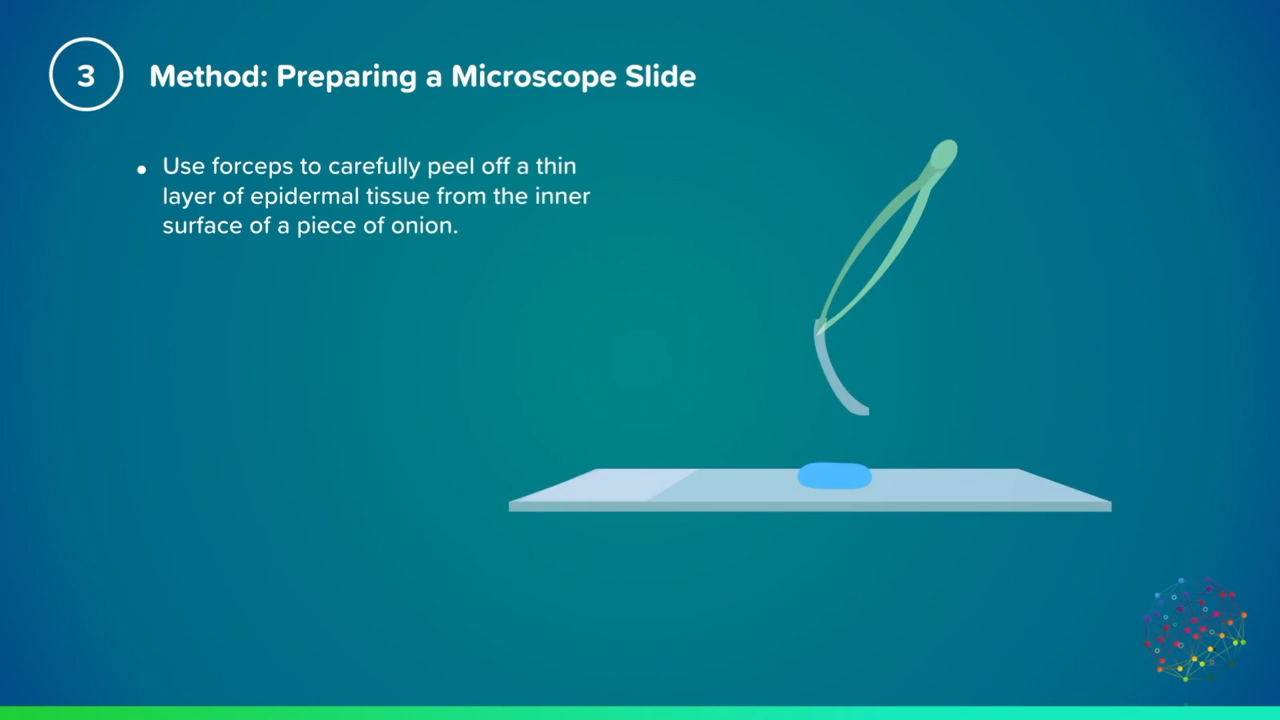 3
Method: Preparing a Microscope Slide
• Use forceps to carefully peel off a thin
layer of epidermal tissue from the inner
surface of a piece of onion.